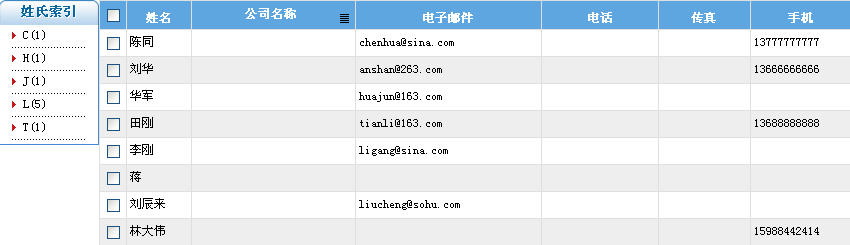 姓氏索引
C(1)
H(1)
J(1)
L(5)
T(1)
姓名 公司名称 电子邮件 电话 传真 手机
陈同 chenhua@sina.com 13777777777
刘华 anshan@263.com 13666666666
华军 huajun@163.com
田刚 tianli@163.com 13688888888
李刚 ligang@sina.com
蒋
刘辰来 liucheng@sohu.com
林大伟 15988442414